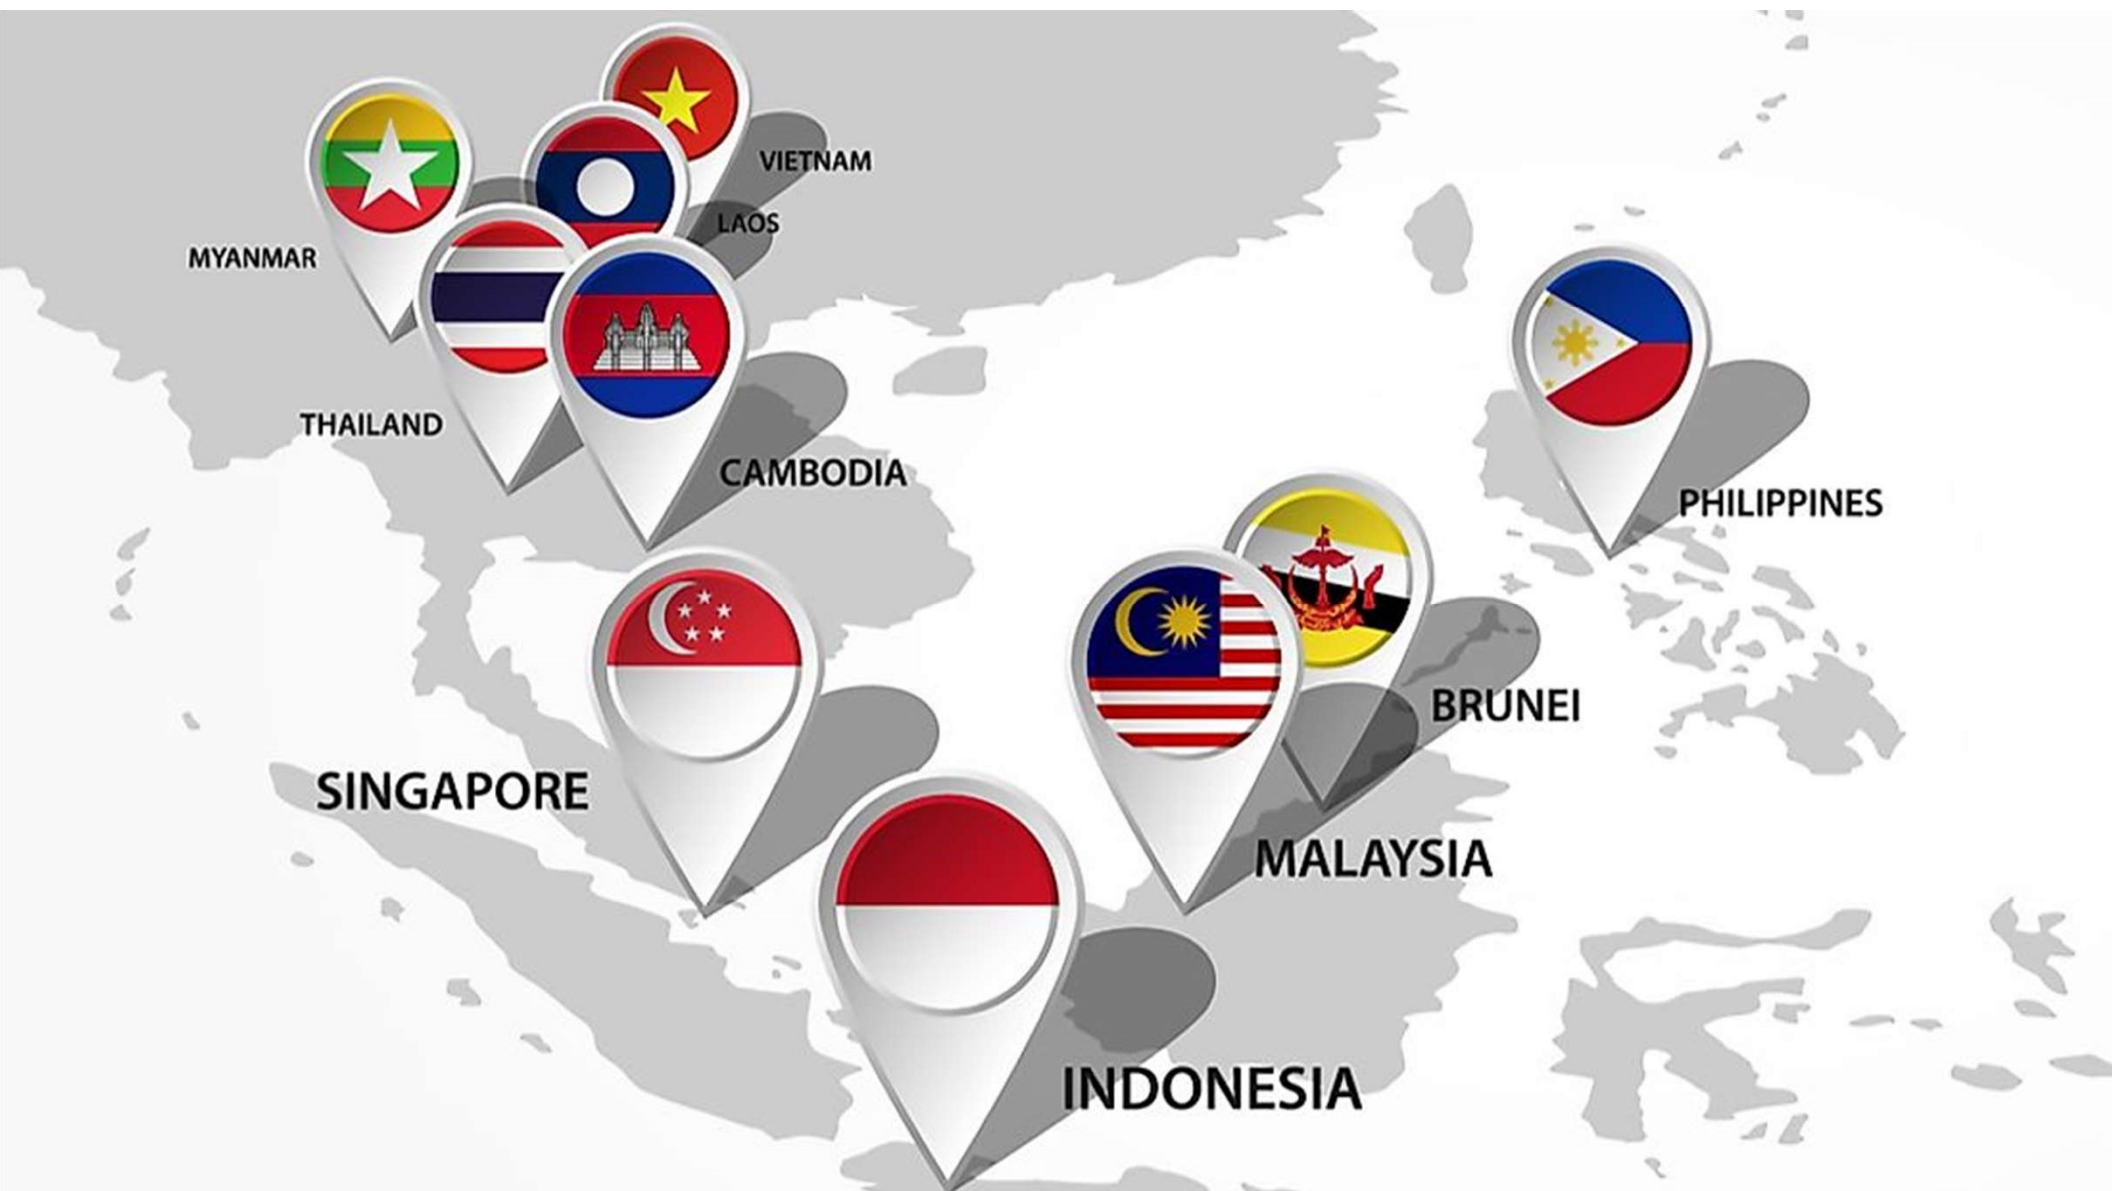 VIETNAM
LAOS
MYANMAR
THAILAND
CAMBODIA
PHILIPPINES
BRUNEI
SINGAPORE
MALAYSIA
INDONESIA